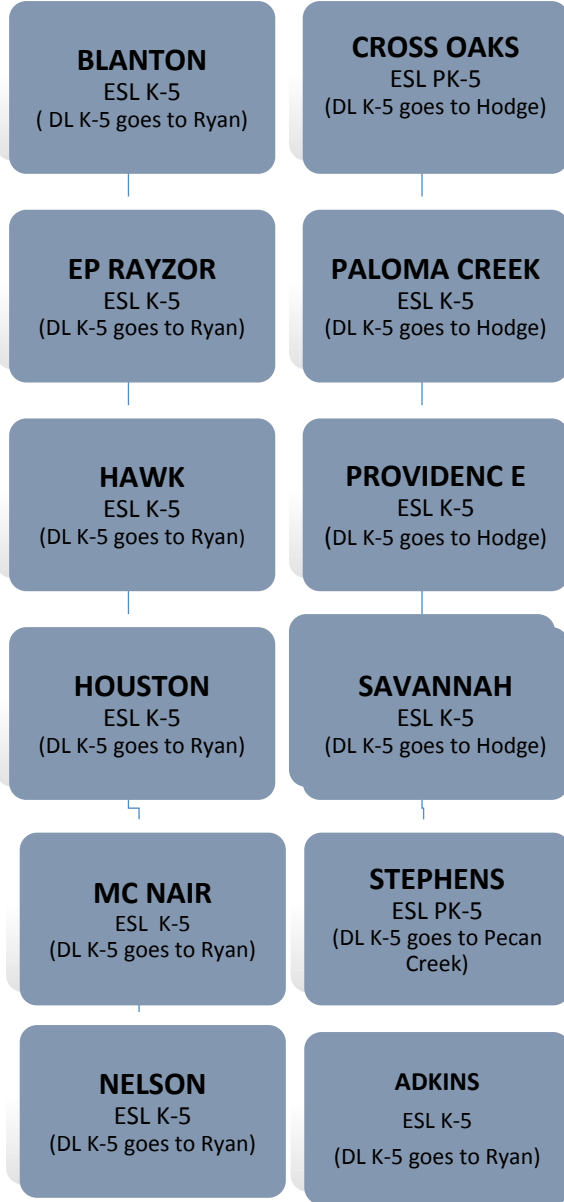 BLANTON
ESL K-5
( DL K-5 goes to Ryan)
EP RAYZOR
ESL K-5
(DL K-5 goes to Ryan)
HAWK
ESL K-5
(DL K-5 goes to Ryan)
HOUSTON
ESL K-5
(DL K-5 goes to Ryan)
MC NAIR
ESL K-5
(DL K-5 goes to Ryan)
NELSON
ESL K-5
(DL K-5 goes to Ryan)
CROSS OAKS
ESL PK-5
(DL K-5 goes to Hodge)
PALOMA CREEK
ESL K-5
(DL K-5 goes to Hodge)
PROVIDENC E
ESL K-5
(DL K-5 goes to Hodge)
SAVANNAH
ESL K-5
(DL K-5 goes to Hodge)
STEPHENS
ESL PK-5
(DL K-5 goes to Pecan
Creek)
ADKINS
ESL K-5
(DL K-5 goes to Ryan)